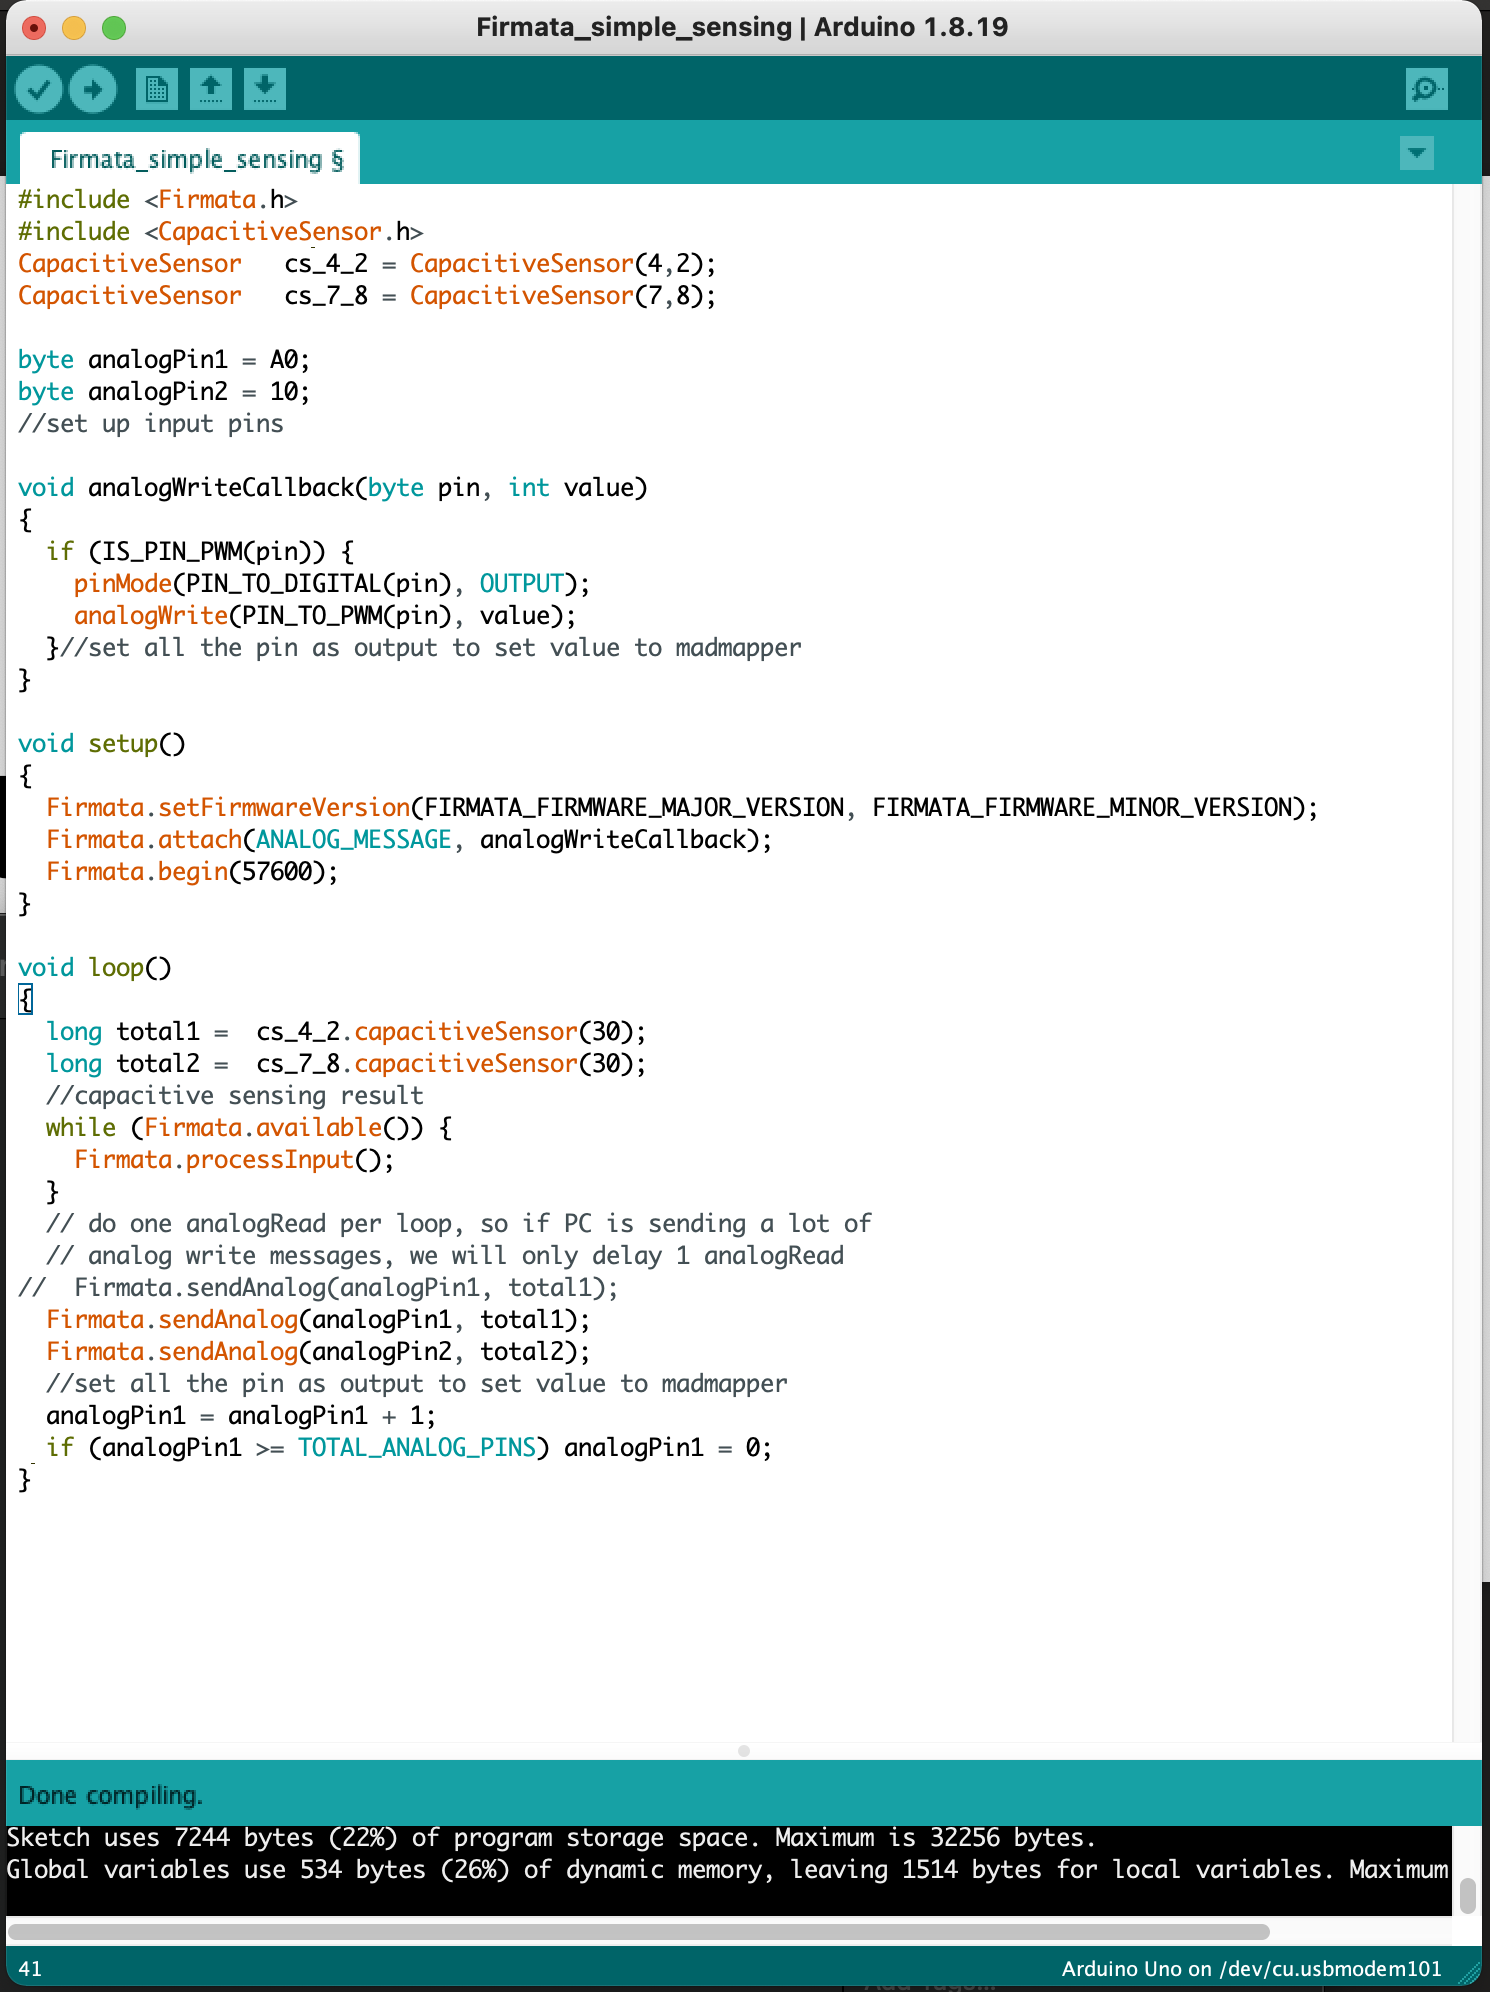 Firmata_simple_sensing | Arduino 1.8.19
Firmata_simple_sensing §
#include <Firmata.h>
#include <CapacitiveSensor.h>
CapacitiveSensor   cs_4_2 = CapacitiveSensor(4,2);
CapacitiveSensor   cs_7_8 = CapacitiveSensor(7,8);
byte analogPin1 = A0;
byte analogPin2 = 10;
//set up input pins
void analogWriteCallback(byte pin, int value)
{
  if (IS_PIN_PWM(pin)) {
    pinMode(PIN_TO_DIGITAL(pin), OUTPUT);
    analogWrite(PIN_TO_PWM(pin), value);
  }//set all the pin as output to set value to madmapper
}
void setup()
{
  Firmata.setFirmwareVersion(FIRMATA_FIRMWARE_MAJOR_VERSION, FIRMATA_FIRMWARE_MINOR_VERSION);
  Firmata.attach(ANALOG_MESSAGE, analogWriteCallback);
  Firmata.begin(57600);
}
void loop()
{
  long total1 =  cs_4_2.capacitiveSensor(30);
  long total2 =  cs_7_8.capacitiveSensor(30);
  //capacitive sensing result
  while (Firmata.available()) {
    Firmata.processInput();
  }
  // do one analogRead per loop, so if PC is sending a lot of
  // analog write messages, we will only delay 1 analogRead
//  Firmata.sendAnalog(analogPin1, total1);
  Firmata.sendAnalog(analogPin1, total1);
  Firmata.sendAnalog(analogPin2, total2);
  //set all the pin as output to set value to madmapper
  analogPin1 = analogPin1 + 1;
  if (analogPin1 >= TOTAL_ANALOG_PINS) analogPin1 = 0;
}
Done compiling.
Sketch uses 7244 bytes (22%) of program storage space. Maximum is 32256 bytes.
Global variables use 534 bytes (26%) of dynamic memory, leaving 1514 bytes for local variables. Maximum
41
Arduino Uno on /dev/cu.usbmodem101